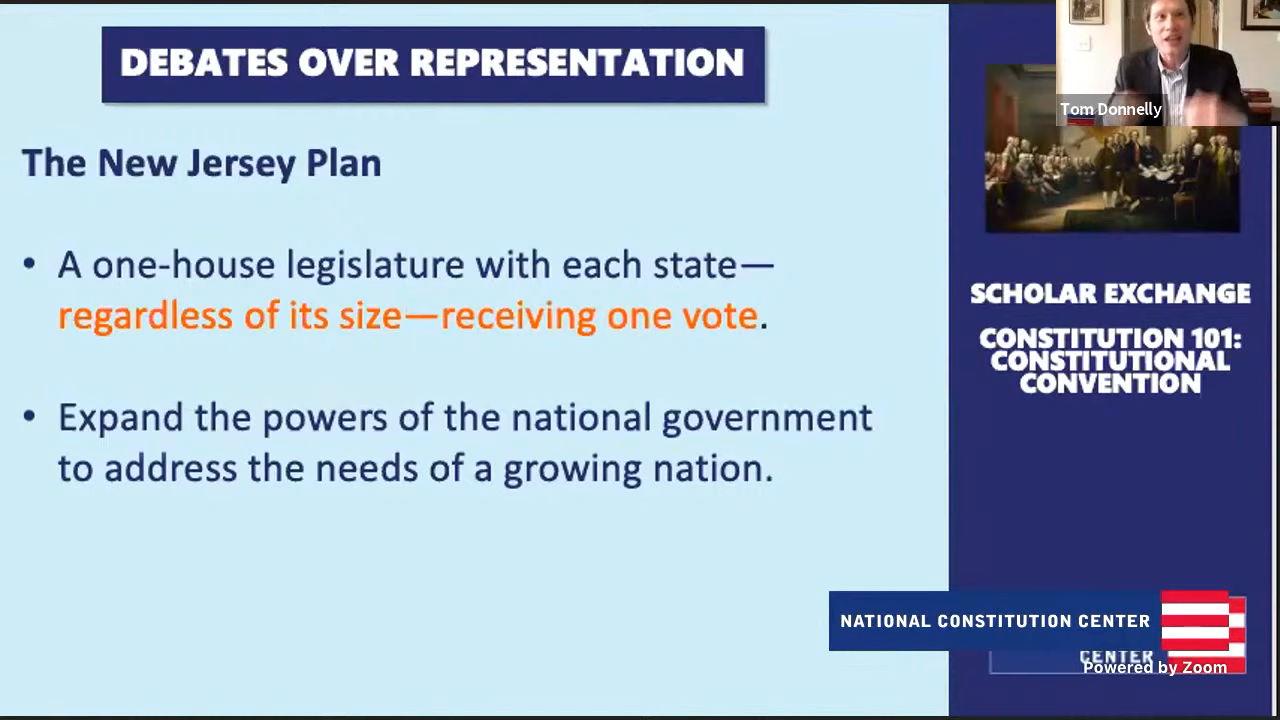 DEBATES OVER REPRESENTATION
The New Jersey Plan
• A one-house legislature with each state—
regardless of its size—receiving one vote.
• Expand the powers of the national government
to address the needs of a growing nation.
Tom Donnelly
SCHOLAR EXCHANGE
CONSTITUTION 101:
CONSTITUTIONAL
CONVENTION
NATIONAL CONSTITUTION CENTER
CENTER
Powered by Zoom